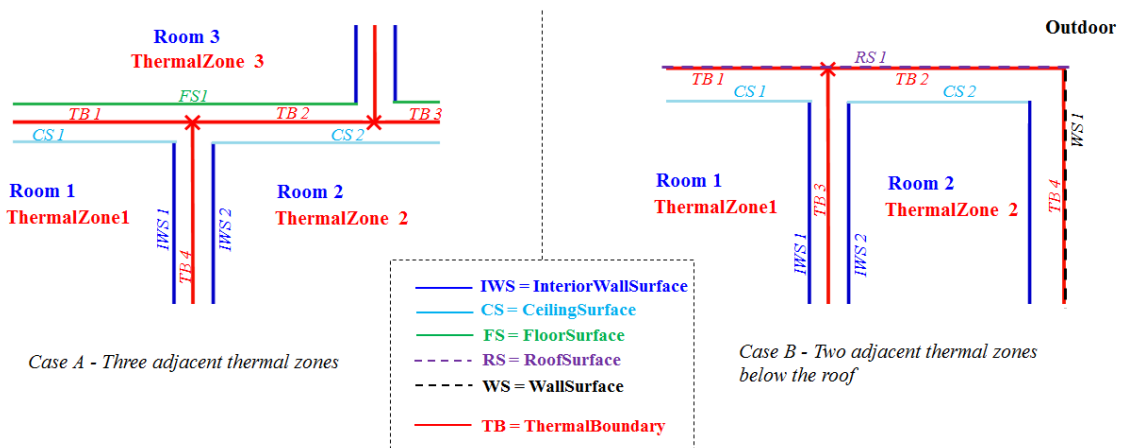 Room 3
ThermalZone 3
FS1
TB 1
TB 2
TB 3
CS 1
CS 2
Room 1
ThermalZone1
Room 2
ThermalZone 2
IWS 1
TB 4
IWS 2
Case A - Three adjacent thermal zones
Outdoor
RS 1
TB 1
TB 2
CS 1
CS 2
WS 1
Room 1
ThermalZone1
Room 2
ThermalZone 2
TB 3
TB 4
IWS 1
IWS 2
Case B - Two adjacent thermal zones
below the roof
IWS = InteriorWallSurface
CS = CeilingSurface
FS = FloorSurface
RS = RoofSurface
WS = WallSurface
TB = ThermalBoundary